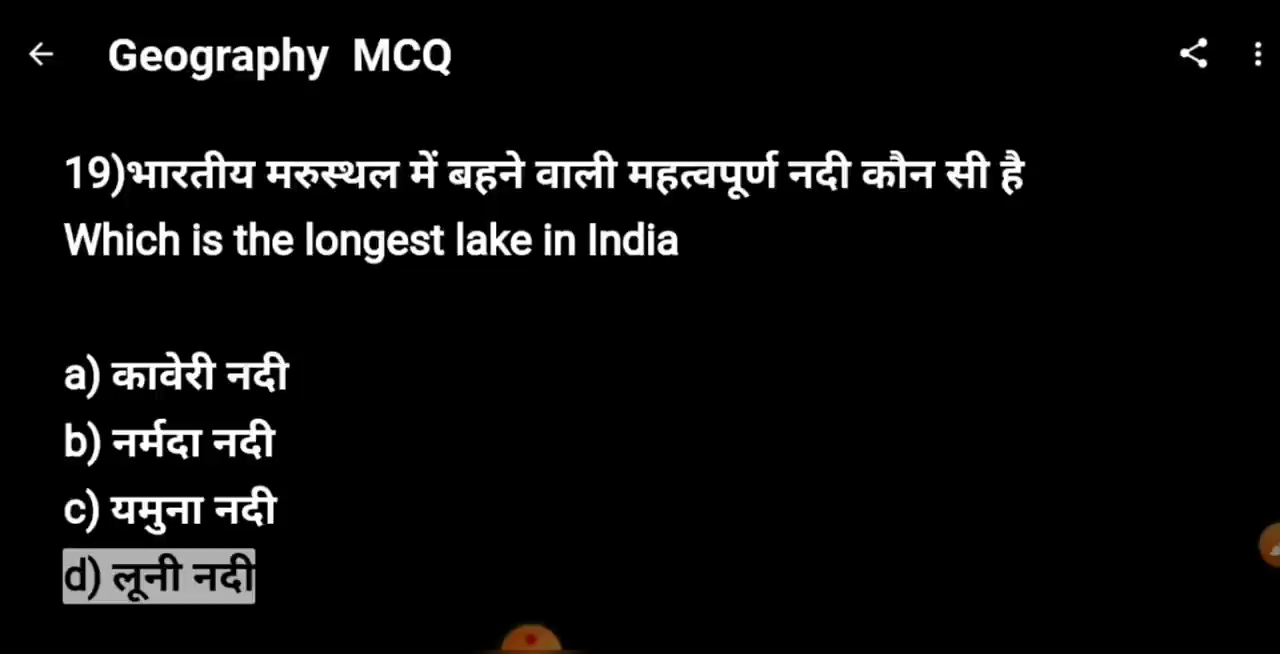 Geography MCQ
19)भारतीय मरुस्थल में बहने वाली महत्वपूर्ण नदी कौन सी है
Which is the longest lake in India
a) कावेरी नदी
b) नर्मदा नदी
c) यमुना नदी
d) लूनी नदी